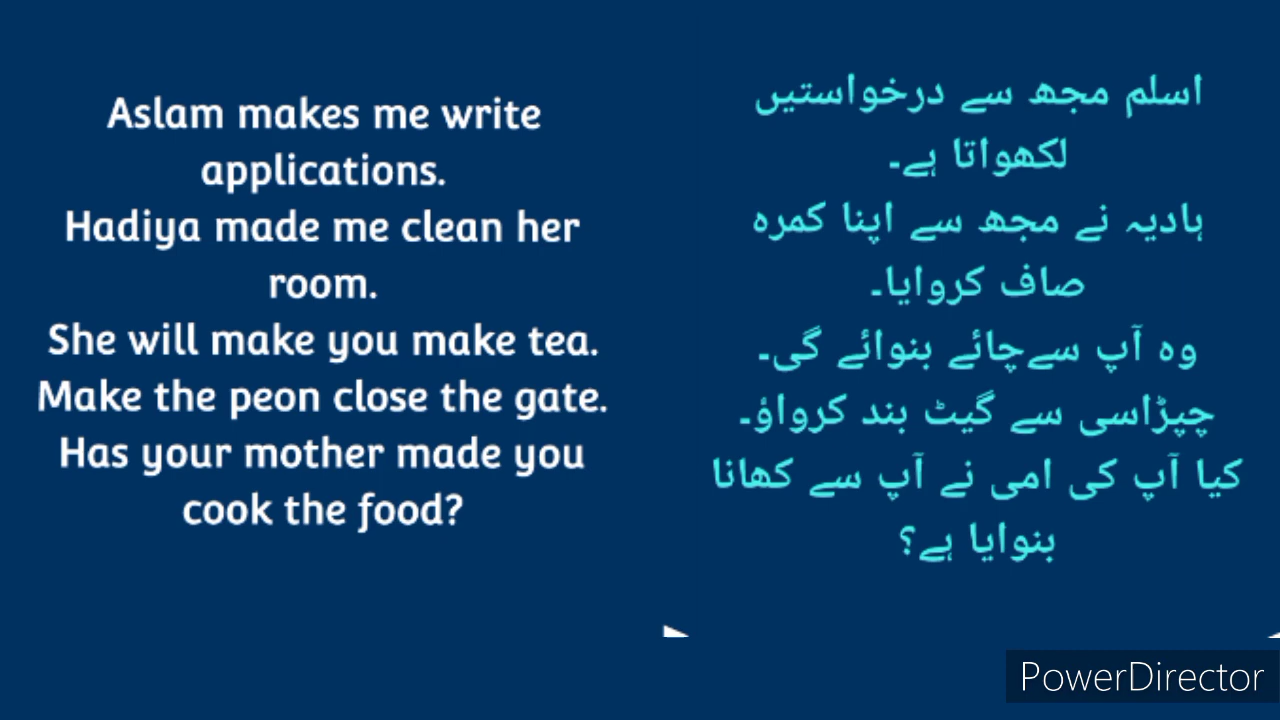 Aslam makes me write
applications.
Hadiya made me clean her
room.
She will make you make tea.
Make the peon close the gate.
Has your mother made you
cook the food?
اسلم مجھ سے درخواستیں
لکھواتا ہے۔
ہادیہ نے مجھ سے اپنا کمرہ
صاف کروایا۔
وہ آپ سےچائے بنوائے گی۔
چپڑاسی سے گیٹ بند کرواؤ۔
کیا آپ کی امی نے آپ سے کھانا
بنوایا ہے؟
PowerDirector